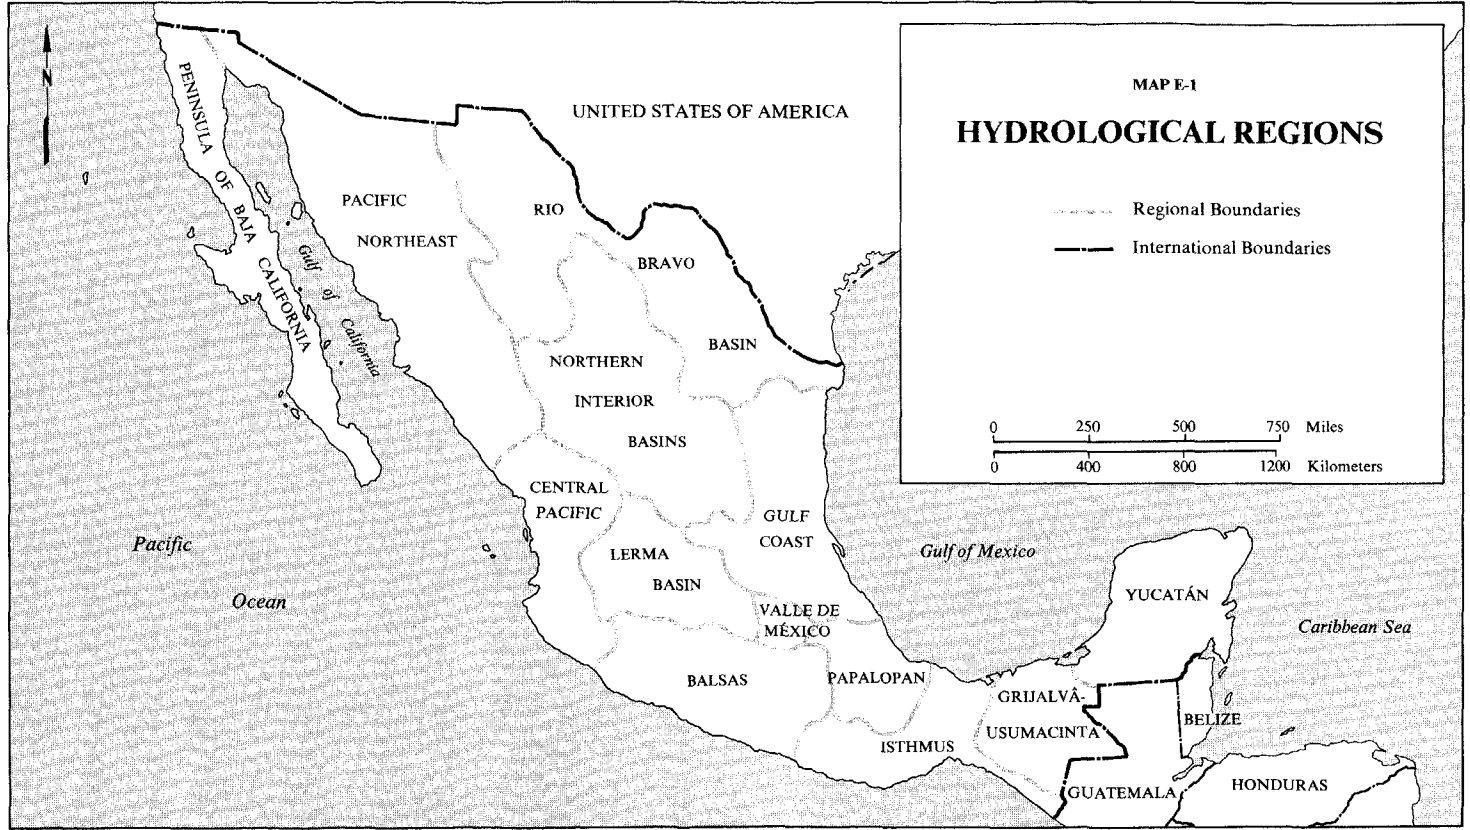 MAP E-1
HYDROLOGICAL REGIONS
Regional Boundaries
International Boundaries
0 250 500 750 Miles
0 400 800 1200 Kilometers
N
UNITED STATES OF AMERICA
PENINSULA OF BAJA CALIFORNIA
Gulf of California
PACIFIC
NORTHEAST
RIO
BRAVO
BASIN
NORTHERN
INTERIOR
BASINS
CENTRAL
PACIFIC
LERMA
BASIN
GULF
COAST
VALLE DE
MÉXICO
BALSAS
PAPALOPAN
ISTHMUS
GRIJALVÂ-
USUMACINTA
YUCATÁN
BELIZE
GUATEMALA
HONDURAS
Pacific
Ocean
Gulf of Mexico
Caribbean Sea